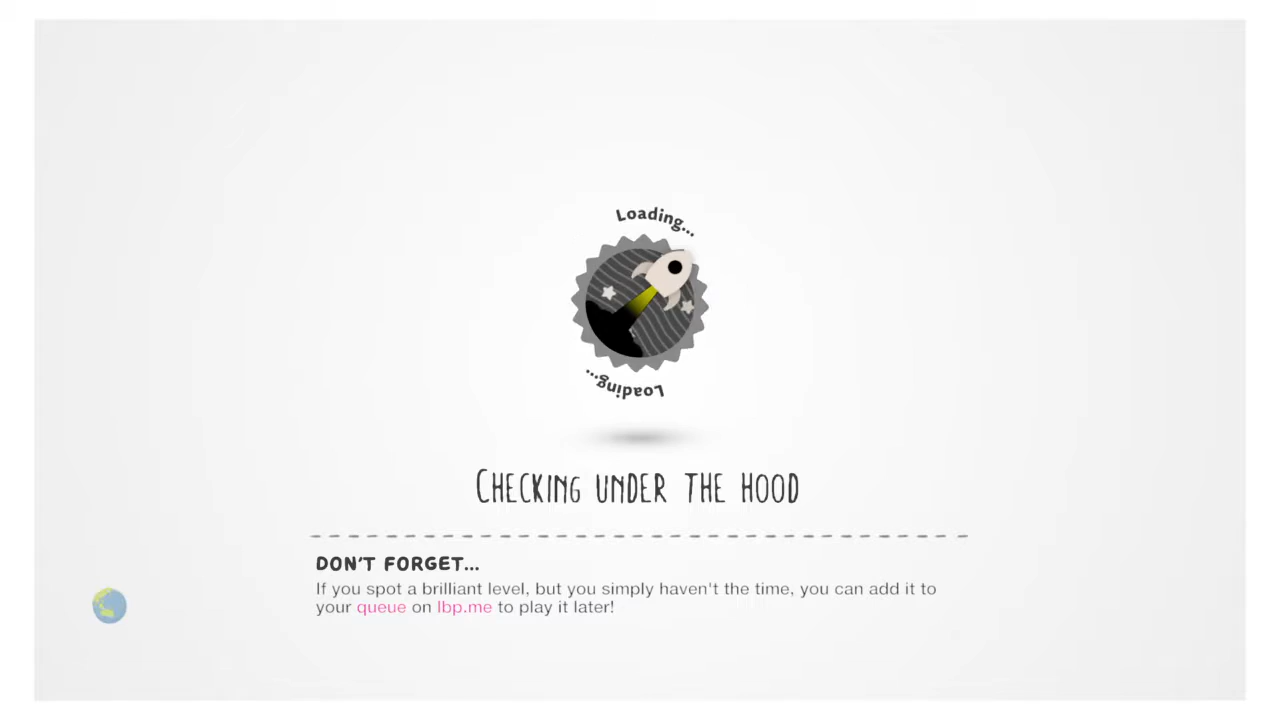 Loading...
Loading...
CHECKING UNDER THE HOOD
DON'T FORGET...
If you spot a brilliant level, but you simply haven't the time, you can add it to
your queue on lbp.me to play it later!